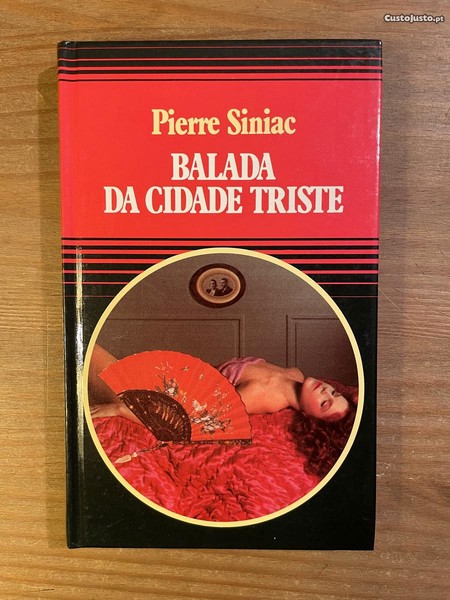 CustoJusto.pt
Pierre Siniac
BALADA
DA CIDADE TRISTE